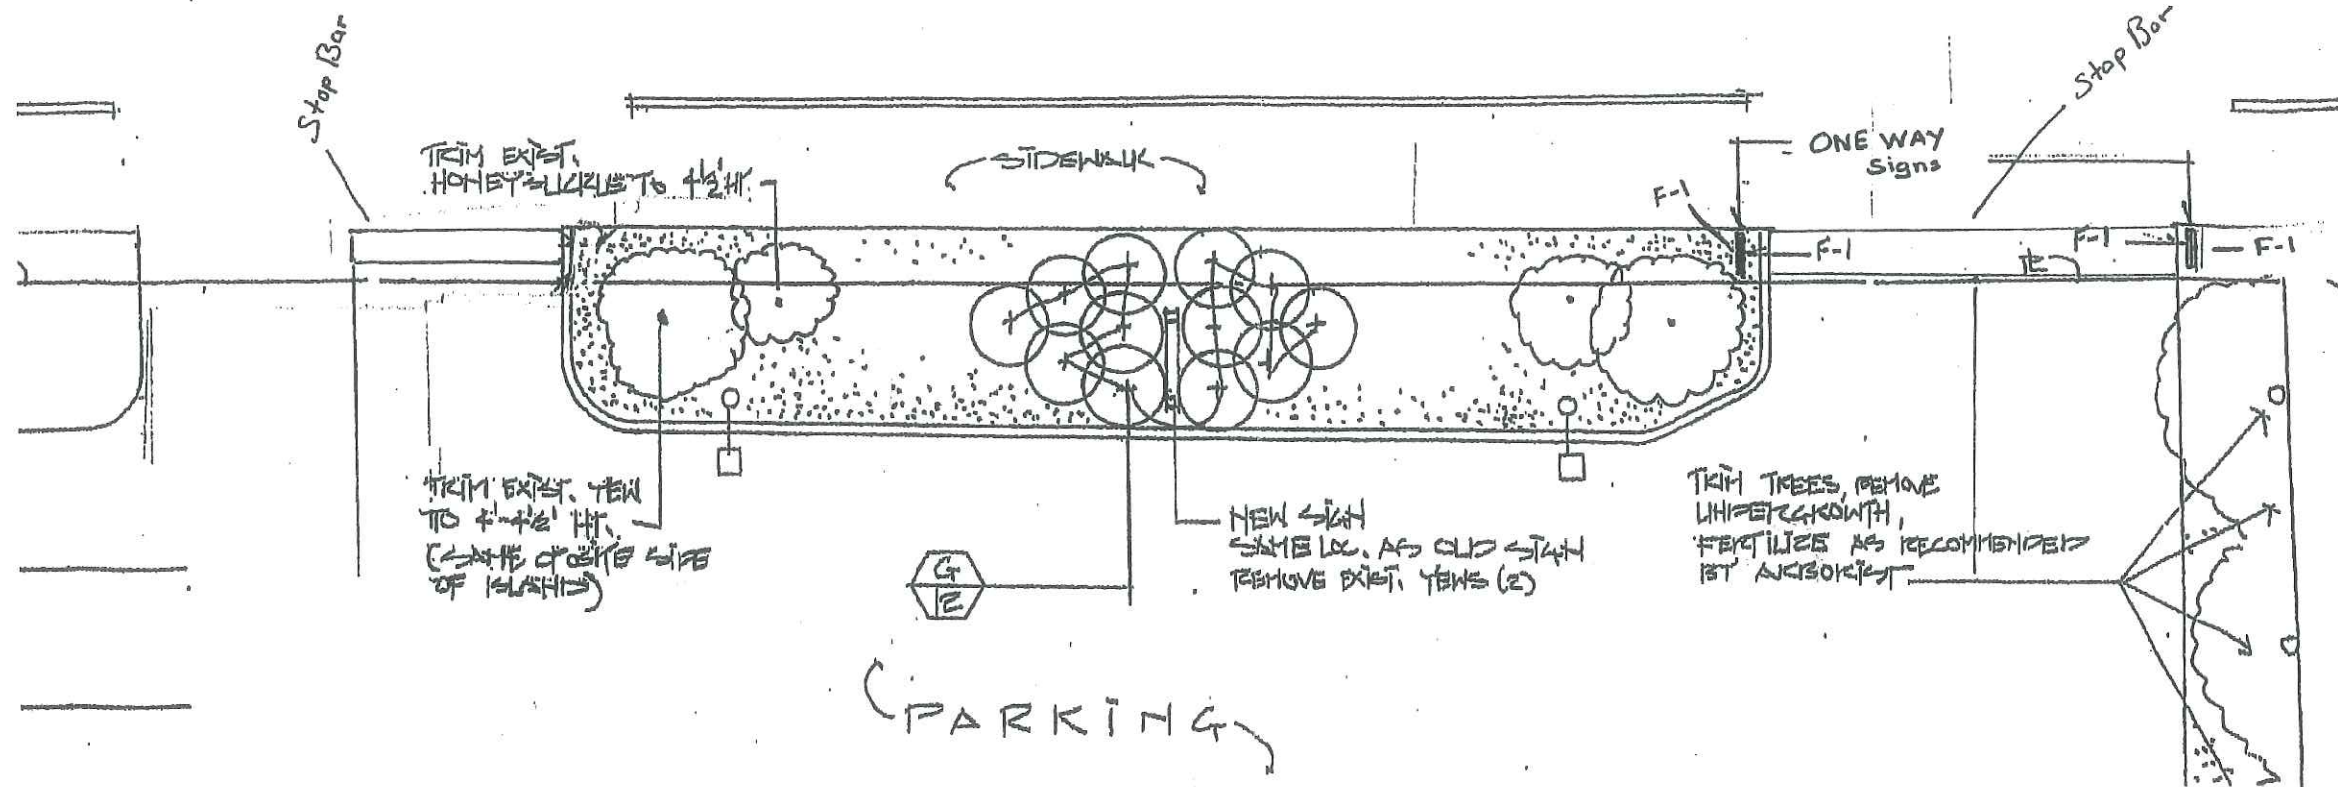 Stop Bar
Stop Bar
TRIM EXIST.
HONEYSUCKLE TO 4½' HT.
SIDEWALK
ONE WAY
Signs
F-1
F-1
F-1
F-1
TRIM EXIST. YEW
TO 4'-4½' HT.
(SAME OPOSITE SIDE
OF ISLAND)
G
12
NEW SIGN
SAME LOC. AS OLD SIGN
REMOVE EXIST. YEWS (2)
TRIM TREES, REMOVE
UNDERGROWTH,
FERTILIZE AS RECOMMENDED
BY ARBORIST
PARKING